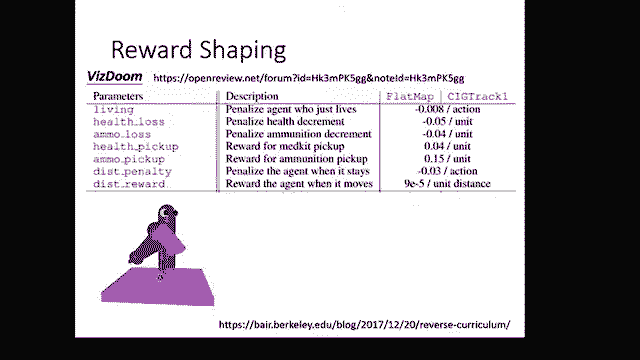 Reward Shaping
VizDoom https://openreview.net/forum?id=Hk3mPK5gg&noteId=Hk3mPK5gg
Parameters Description FlatMap CIGTrack1
living Penalize agent who just lives -0.008 / action
health_loss Penalize health decrement -0.05 / unit
ammo_loss Penalize ammunition decrement -0.04 / unit
health_pickup Reward for medkit pickup 0.04 / unit
ammo_pickup Reward for ammunition pickup 0.15 / unit
dist_penalty Penalize the agent when it stays -0.03 / action
dist_reward Reward the agent when it moves 9e-5 / unit distance
https://bair.berkeley.edu/blog/2017/12/20/reverse-curriculum/